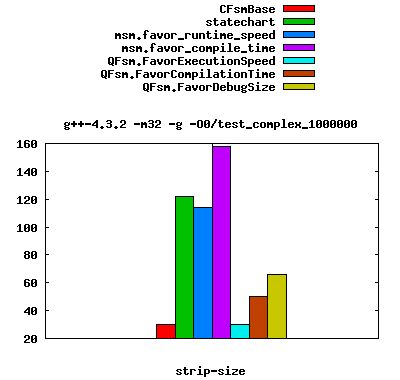 CFsmBase
statechart
msm.favor_runtime_speed
msm.favor_compile_time
QFsm.FavorExecutionSpeed
QFsm.FavorCompilationTime
QFsm.FavorDebugSize
g++-4.3.2 -m32 -g -O0/test_complex_1000000
160
140
120
100
80
60
40
20
strip-size